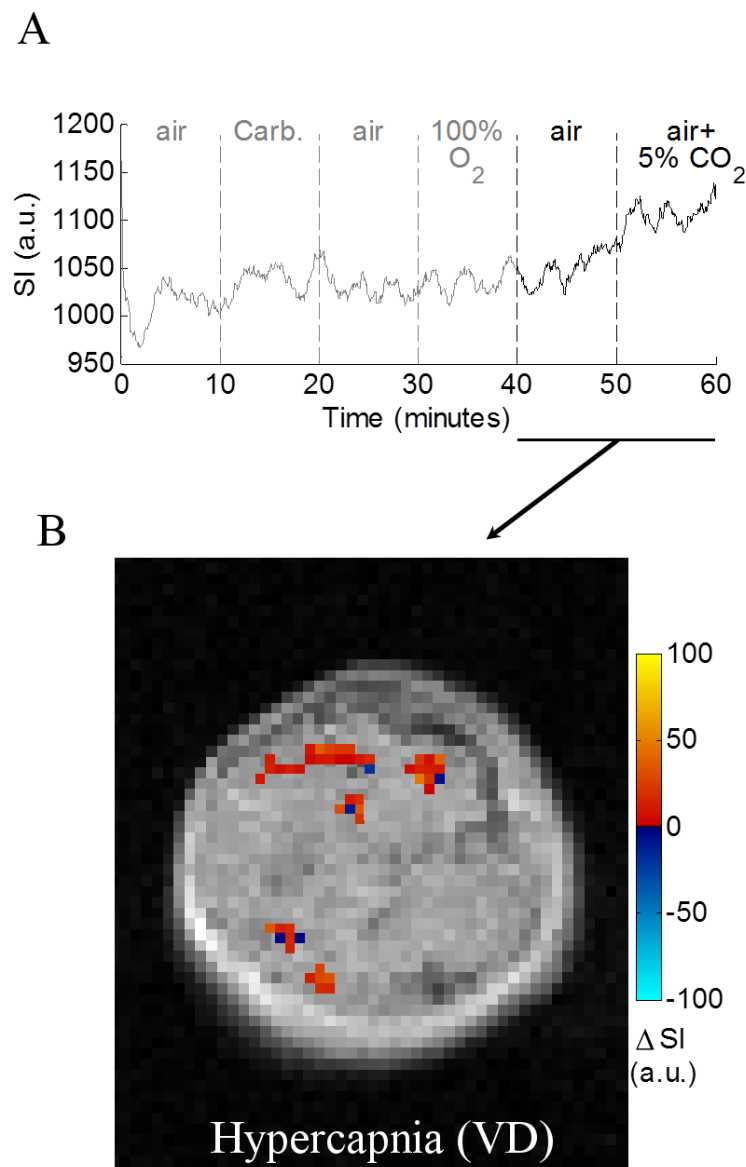 A
1200
1150
1100
1050
1000
950
SI (a.u.)
air Carb. air 100% O2 air air+ 5% CO2
0 10 20 30 40 50 60
Time (minutes)
B
100
50
0
-50
-100
Δ SI
(a.u.)
Hypercapnia (VD)